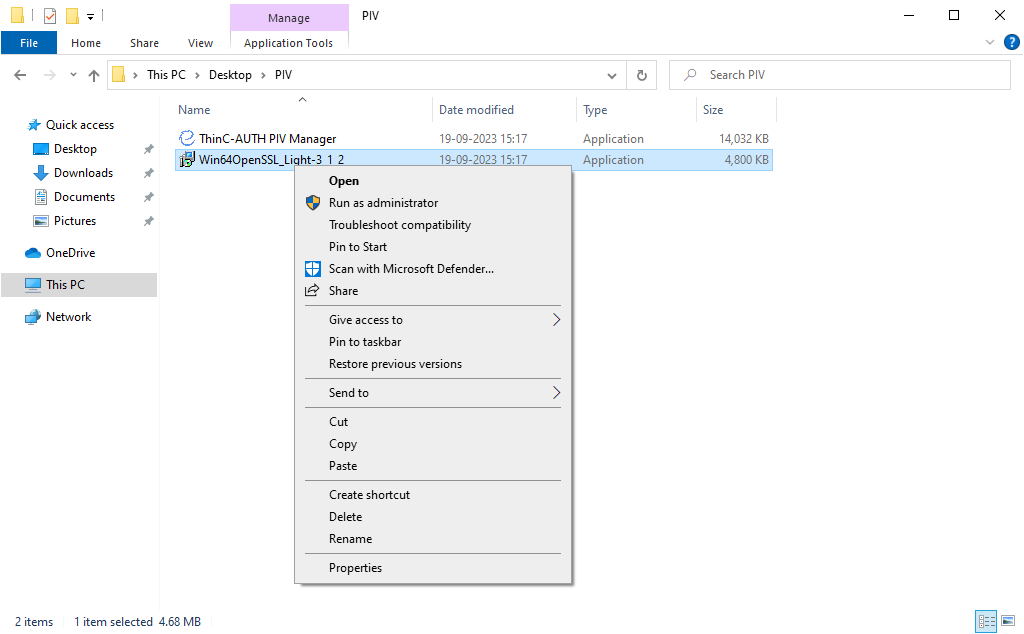 Manage
PIV
File
Home
Share
View
Application Tools
?
This PC > Desktop > PIV
Search PIV
Name
Date modified
Type
Size
Quick access
Desktop
Downloads
Documents
Pictures
OneDrive
This PC
Network
ThinC-AUTH PIV Manager 19-09-2023 15:17 Application 14,032 KB
Win64OpenSSL_Light-3_1_2 19-09-2023 15:17 Application 4,800 KB
Open
Run as administrator
Troubleshoot compatibility
Pin to Start
Scan with Microsoft Defender...
Share
Give access to
Pin to taskbar
Restore previous versions
Send to
Cut
Copy
Paste
Create shortcut
Delete
Rename
Properties
2 items 1 item selected 4.68 MB